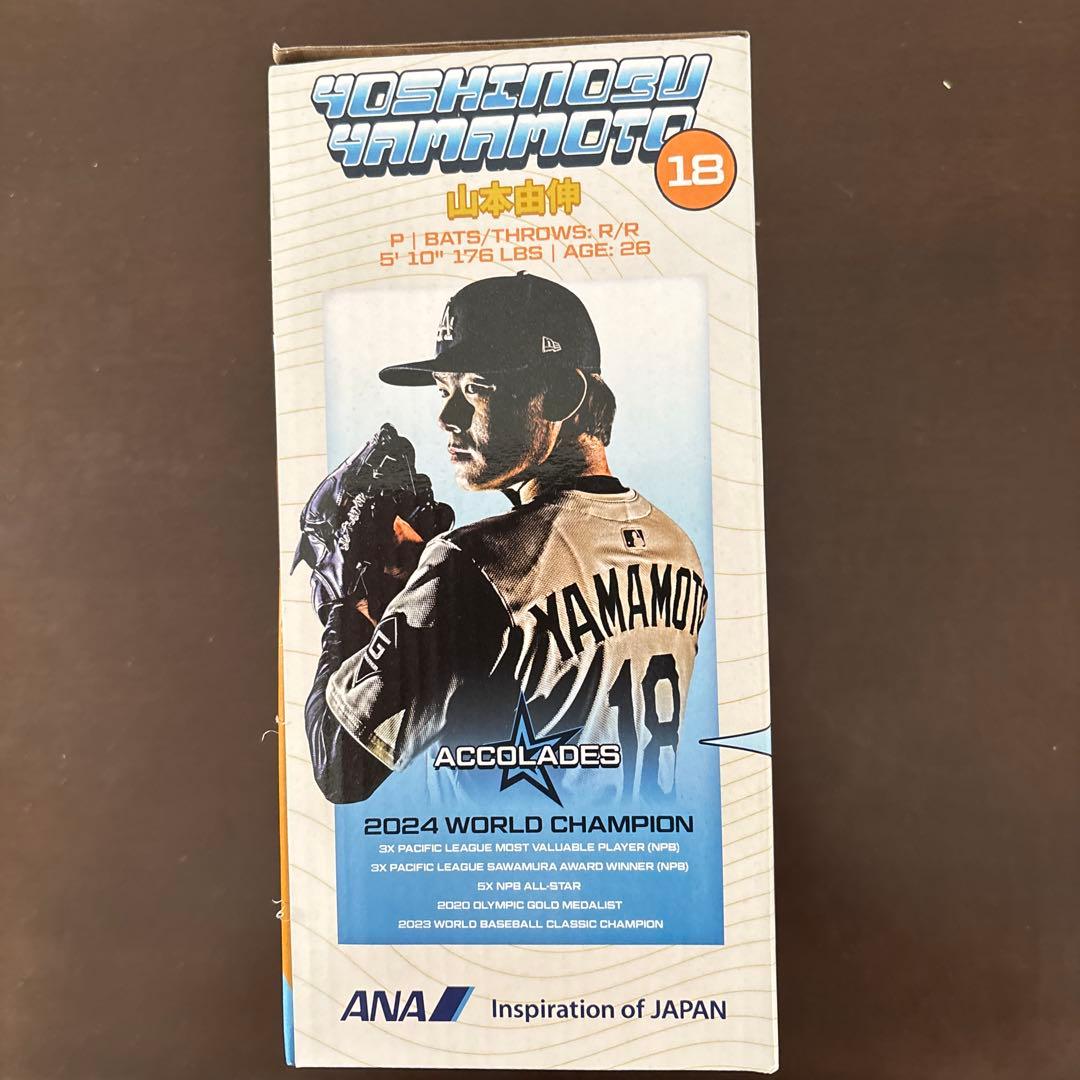 YOSHINOBU
YAMAMOTO
18
山本由伸
P | BATS/THROWS: R/R
5' 10" 176 LBS | AGE: 26
LA
YAMAMOTO
18
ACCOLADES
2024 WORLD CHAMPION
3X PACIFIC LEAGUE MOST VALUABLE PLAYER (NPB)
3X PACIFIC LEAGUE SAWAMURA AWARD WINNER (NPB)
5X NPB ALL-STAR
2020 OLYMPIC GOLD MEDALIST
2023 WORLD BASEBALL CLASSIC CHAMPION
ANA Inspiration of JAPAN